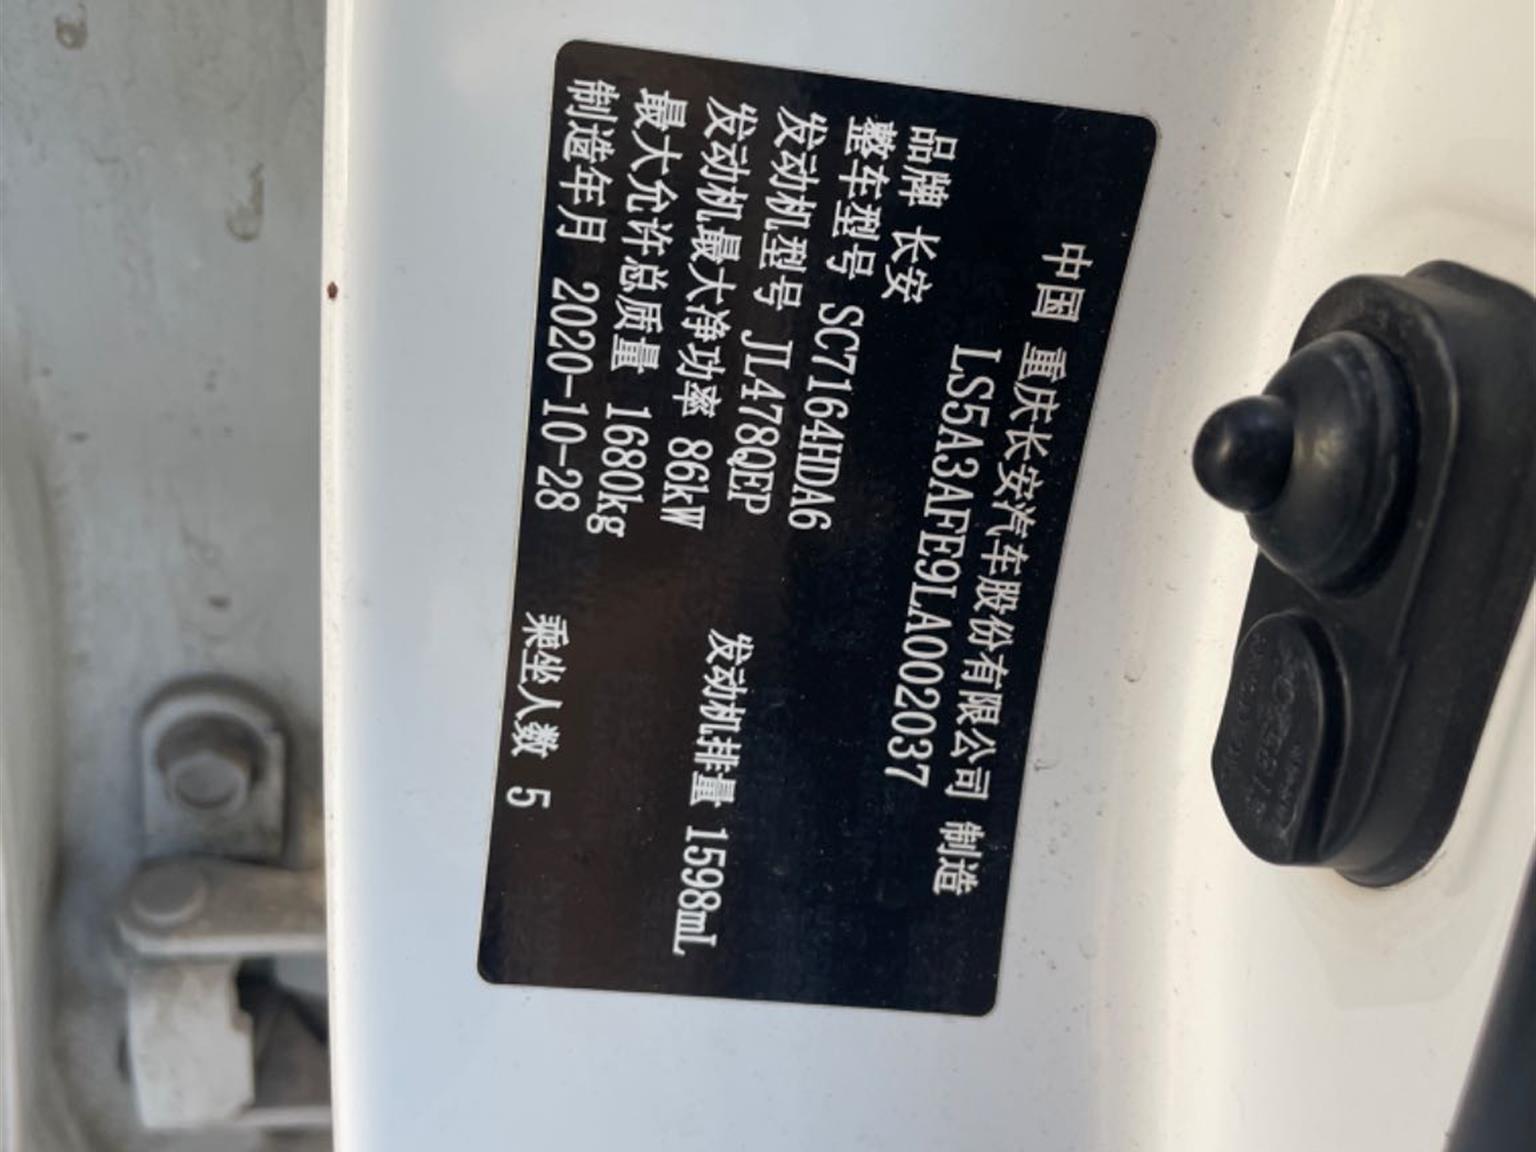 中国 重庆长安汽车股份有限公司 制造
LS5A3AFE9LA002037
品牌 长安
整车型号 SC7164HDA6
发动机型号 JL478QEP
发动机最大净功率 86kW 发动机排量 1598mL
最大允许总质量 1680kg
制造年月 2020-10-28 乘坐人数 5